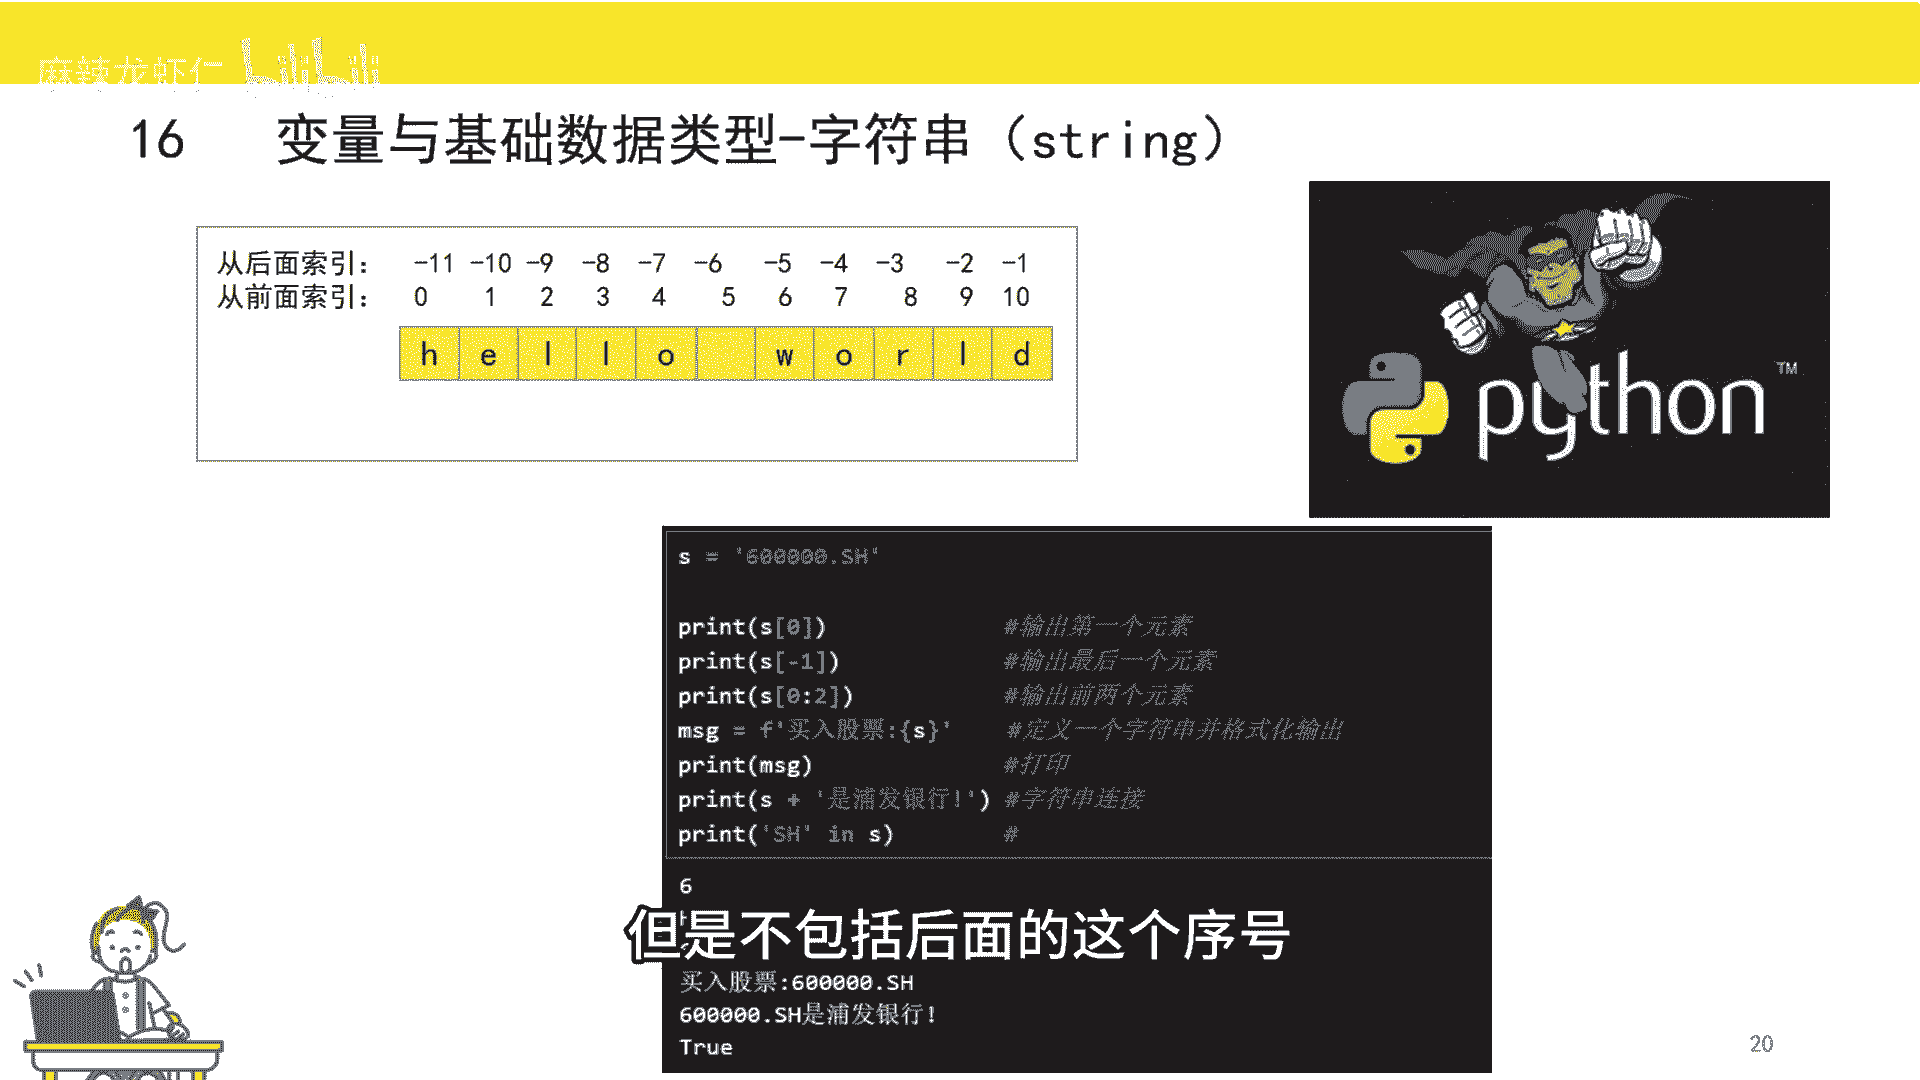 麻辣龙虾仁 bilibili
16 变量与基础数据类型-字符串（string）
从后面索引： -11 -10 -9 -8 -7 -6 -5 -4 -3 -2 -1
从前面索引： 0 1 2 3 4 5 6 7 8 9 10
h e l l o w o r l d
python TM
s = '600000.SH'
print(s[0]) #输出第一个元素
print(s[-1]) #输出最后一个元素
print(s[0:2]) #输出前两个元素
msg = f'买入股票:{s}' #定义一个字符串并格式化输出
print(msg) #打印
print(s + '是浦发银行!') #字符串连接
print('SH' in s) #
6
但是不包括后面的这个序号
买入股票:600000.SH
600000.SH是浦发银行!
True
20